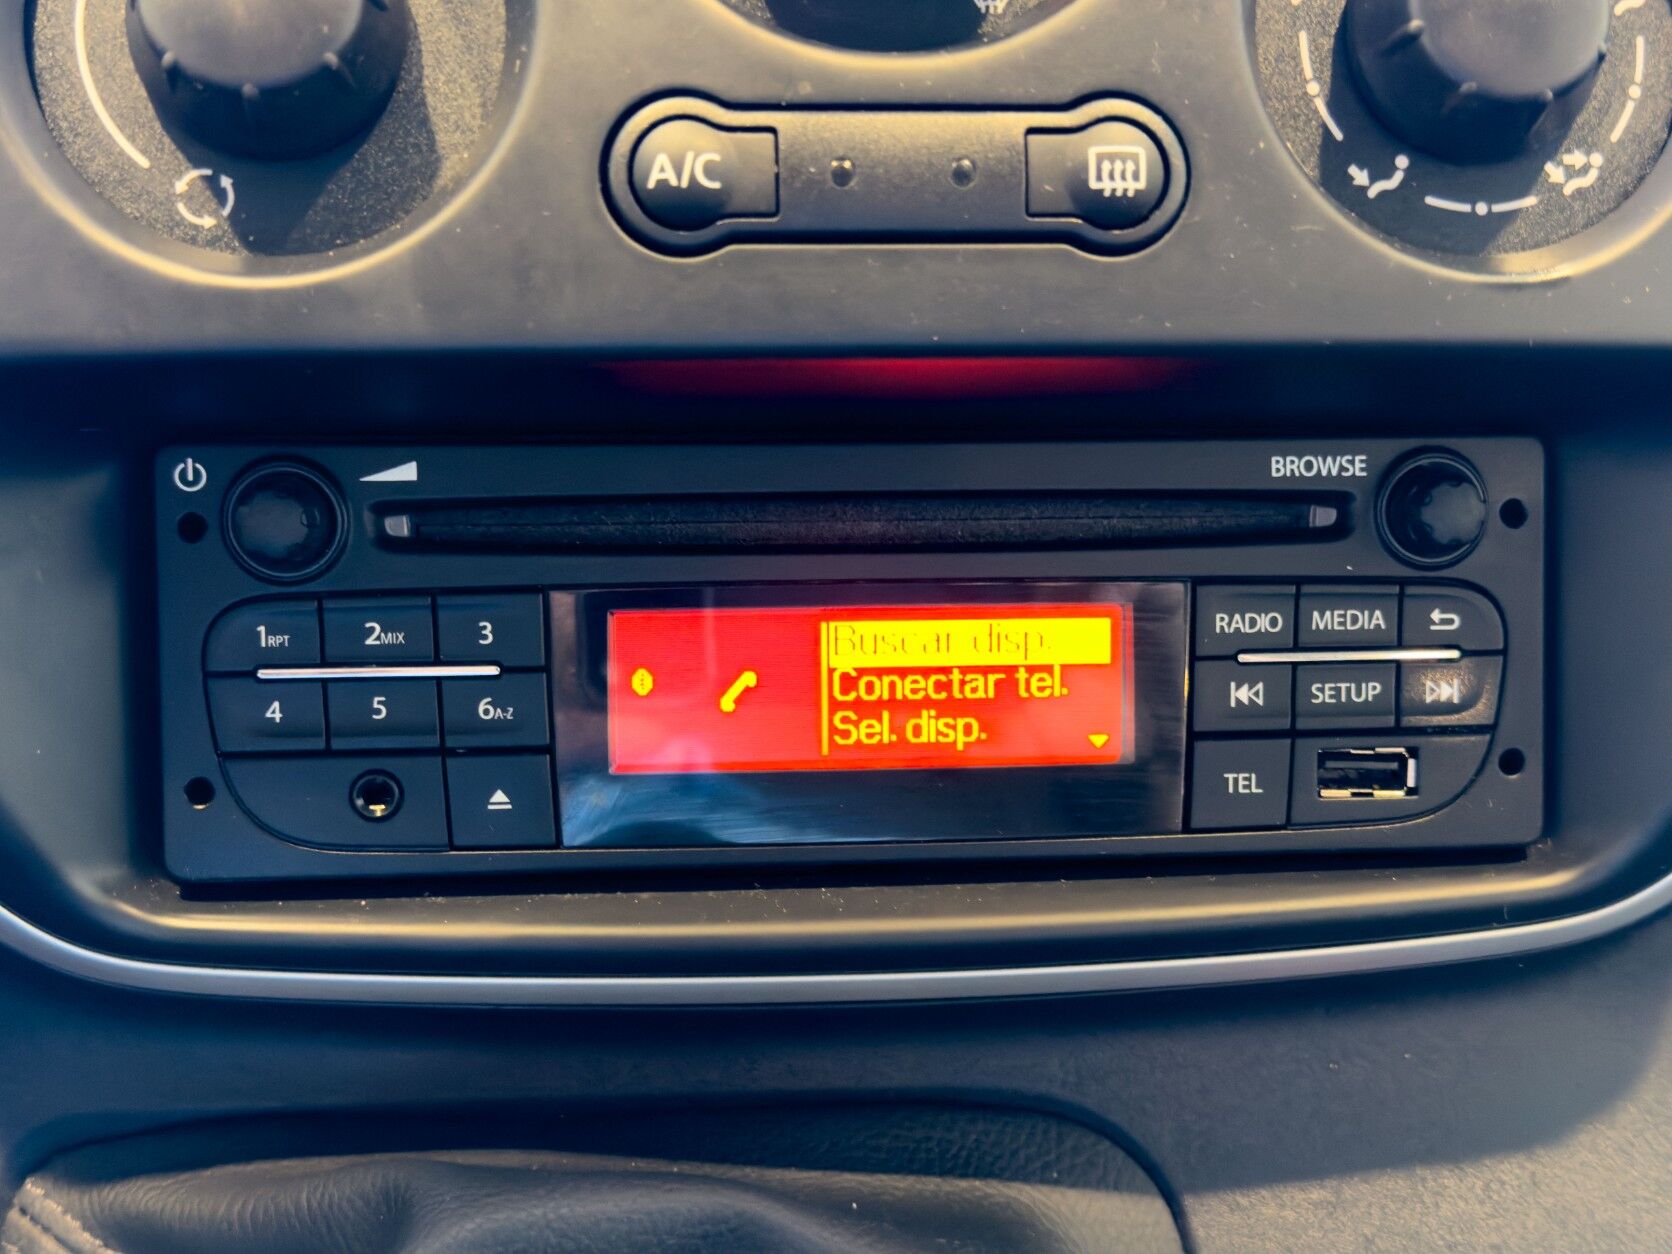 A/C
BROWSE
1RPT 2MIX 3
4 5 6A-Z
Buscar disp.
Conectar tel.
Sel. disp.
RADIO MEDIA
SETUP
TEL